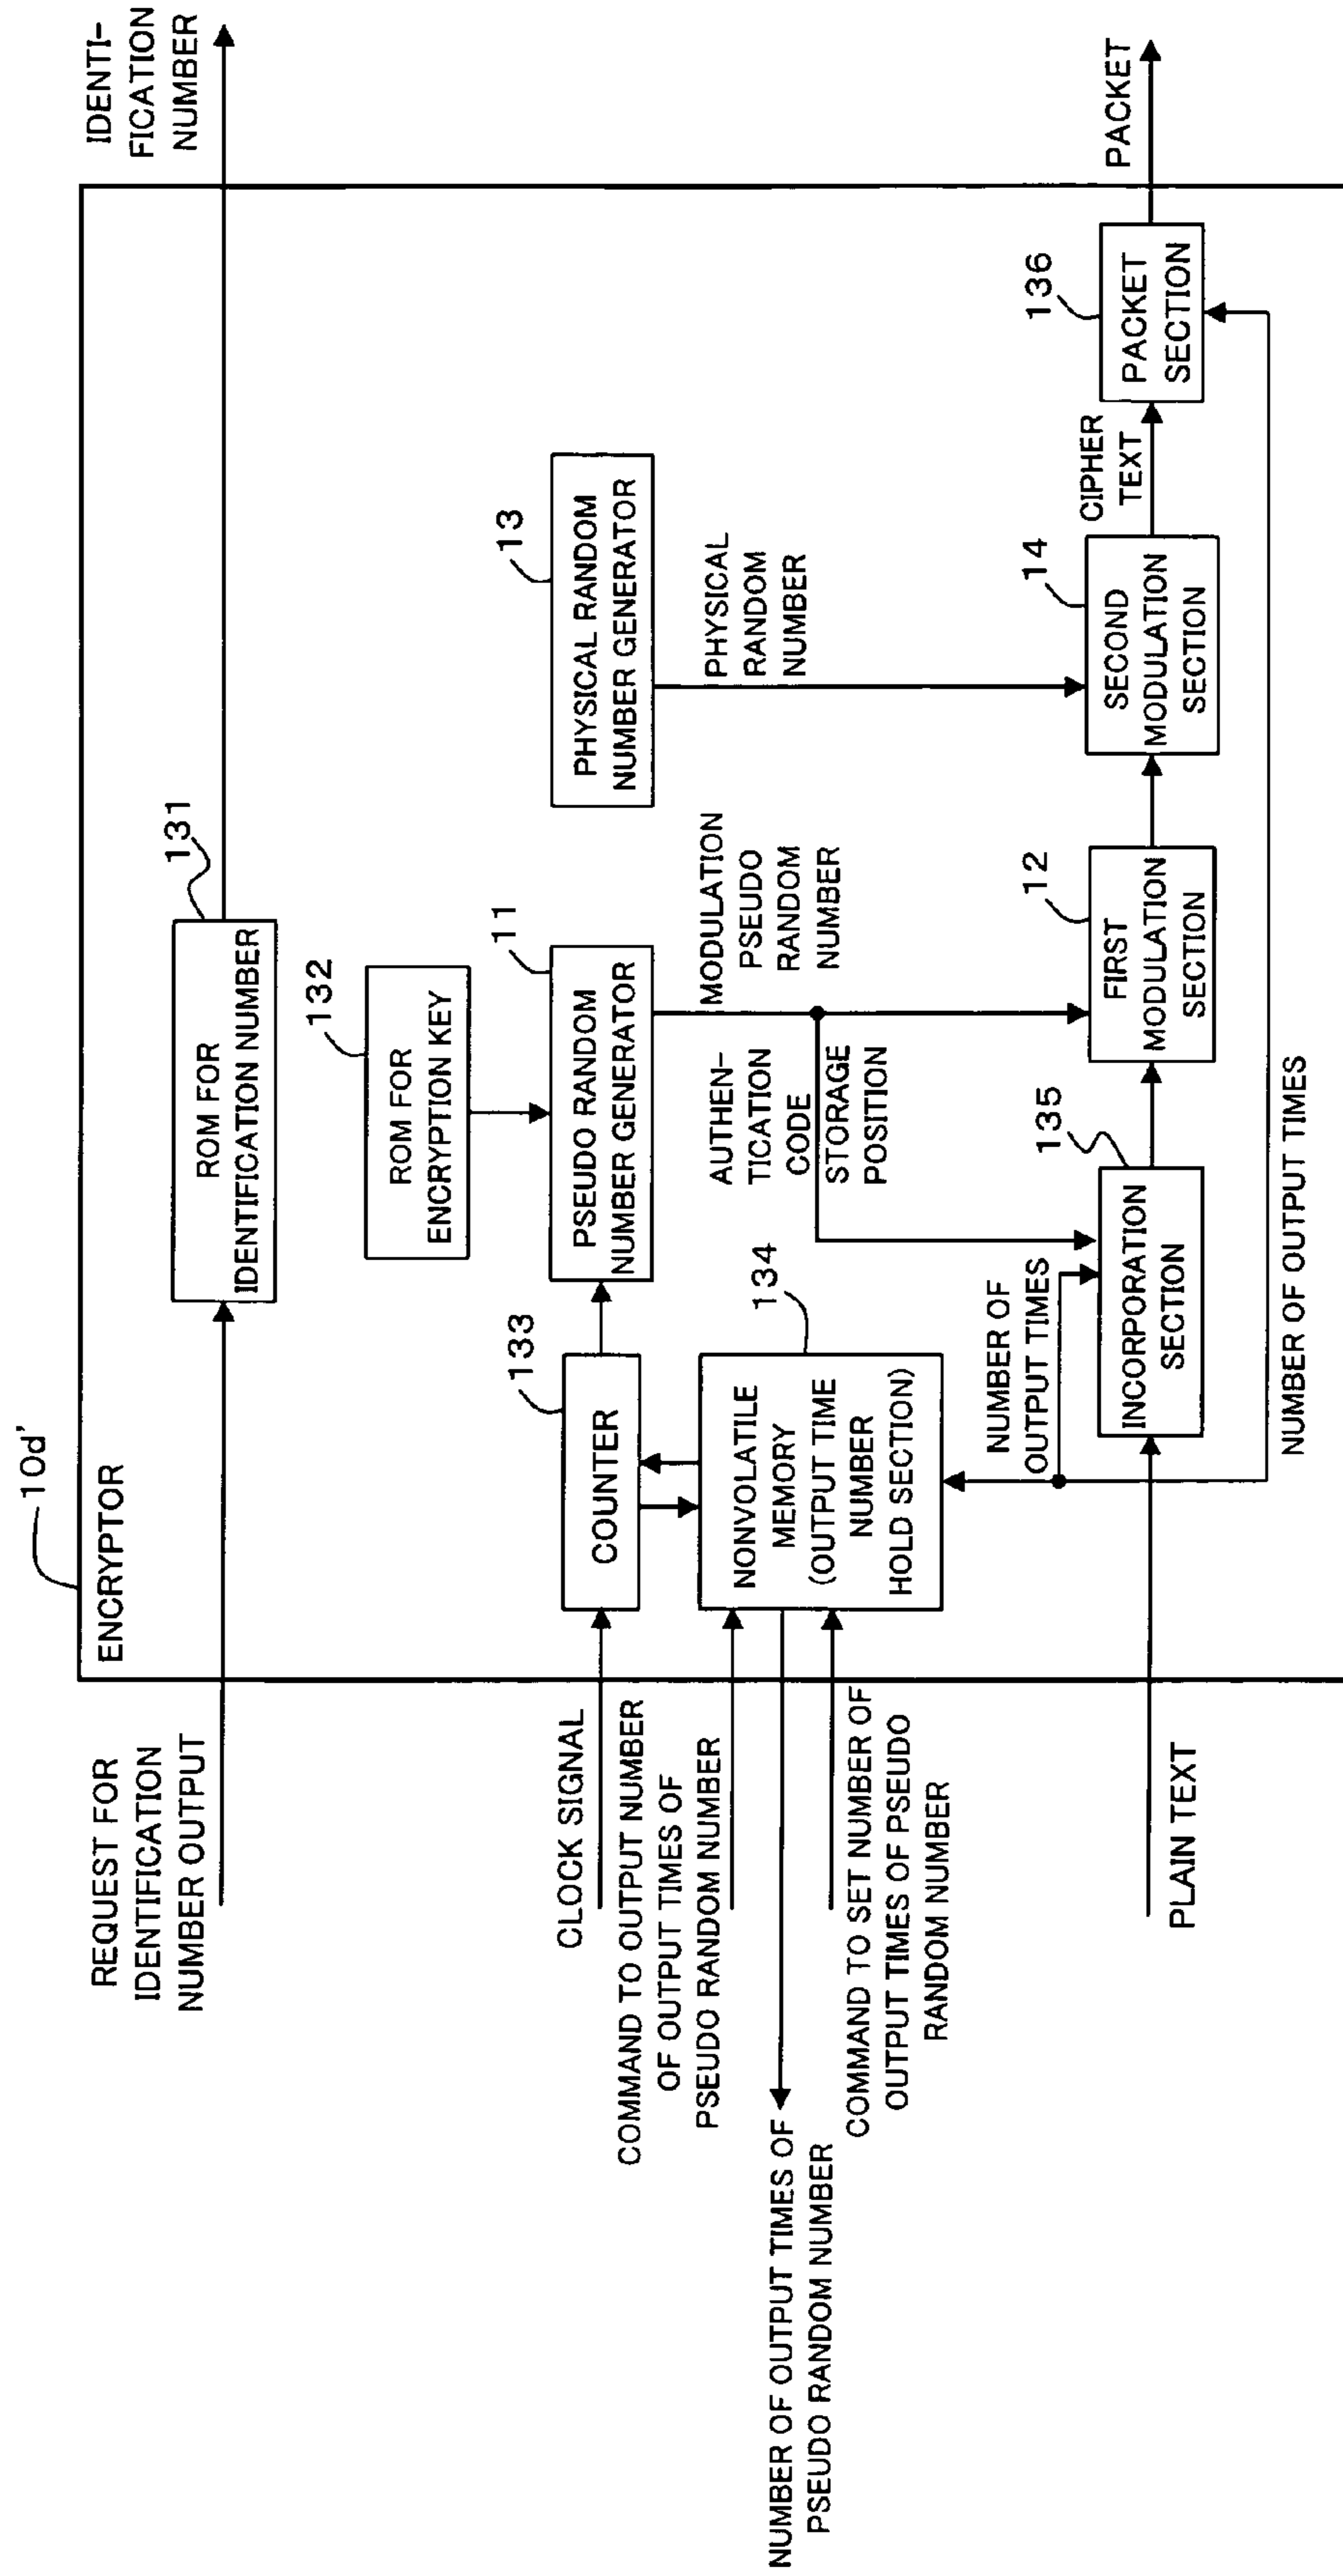 10d'
ENCRYPTOR
REQUEST FOR
IDENTIFICATION
NUMBER OUTPUT
131
ROM FOR
IDENTIFICATION NUMBER
IDENTI-
FICATION
NUMBER
132
ROM FOR
ENCRYPTION KEY
CLOCK SIGNAL
133
COUNTER
11
PSEUDO RANDOM
NUMBER GENERATOR
13
PHYSICAL RANDOM
NUMBER GENERATOR
COMMAND TO OUTPUT NUMBER
OF OUTPUT TIMES OF
PSEUDO RANDOM NUMBER
NUMBER OF OUTPUT TIMES OF
PSEUDO RANDOM NUMBER
COMMAND TO SET NUMBER OF
OUTPUT TIMES OF PSEUDO
RANDOM NUMBER
134
NONVOLATILE
MEMORY
(OUTPUT TIME
NUMBER
HOLD SECTION)
AUTHEN-
TICATION
CODE
STORAGE
POSITION
MODULATION
PSEUDO
RANDOM
NUMBER
PHYSICAL
RANDOM
NUMBER
NUMBER OF
OUTPUT TIMES
PLAIN TEXT
135
INCORPORATION
SECTION
12
FIRST
MODULATION
SECTION
14
SECOND
MODULATION
SECTION
CIPHER
TEXT
136
PACKET
SECTION
PACKET
NUMBER OF OUTPUT TIMES